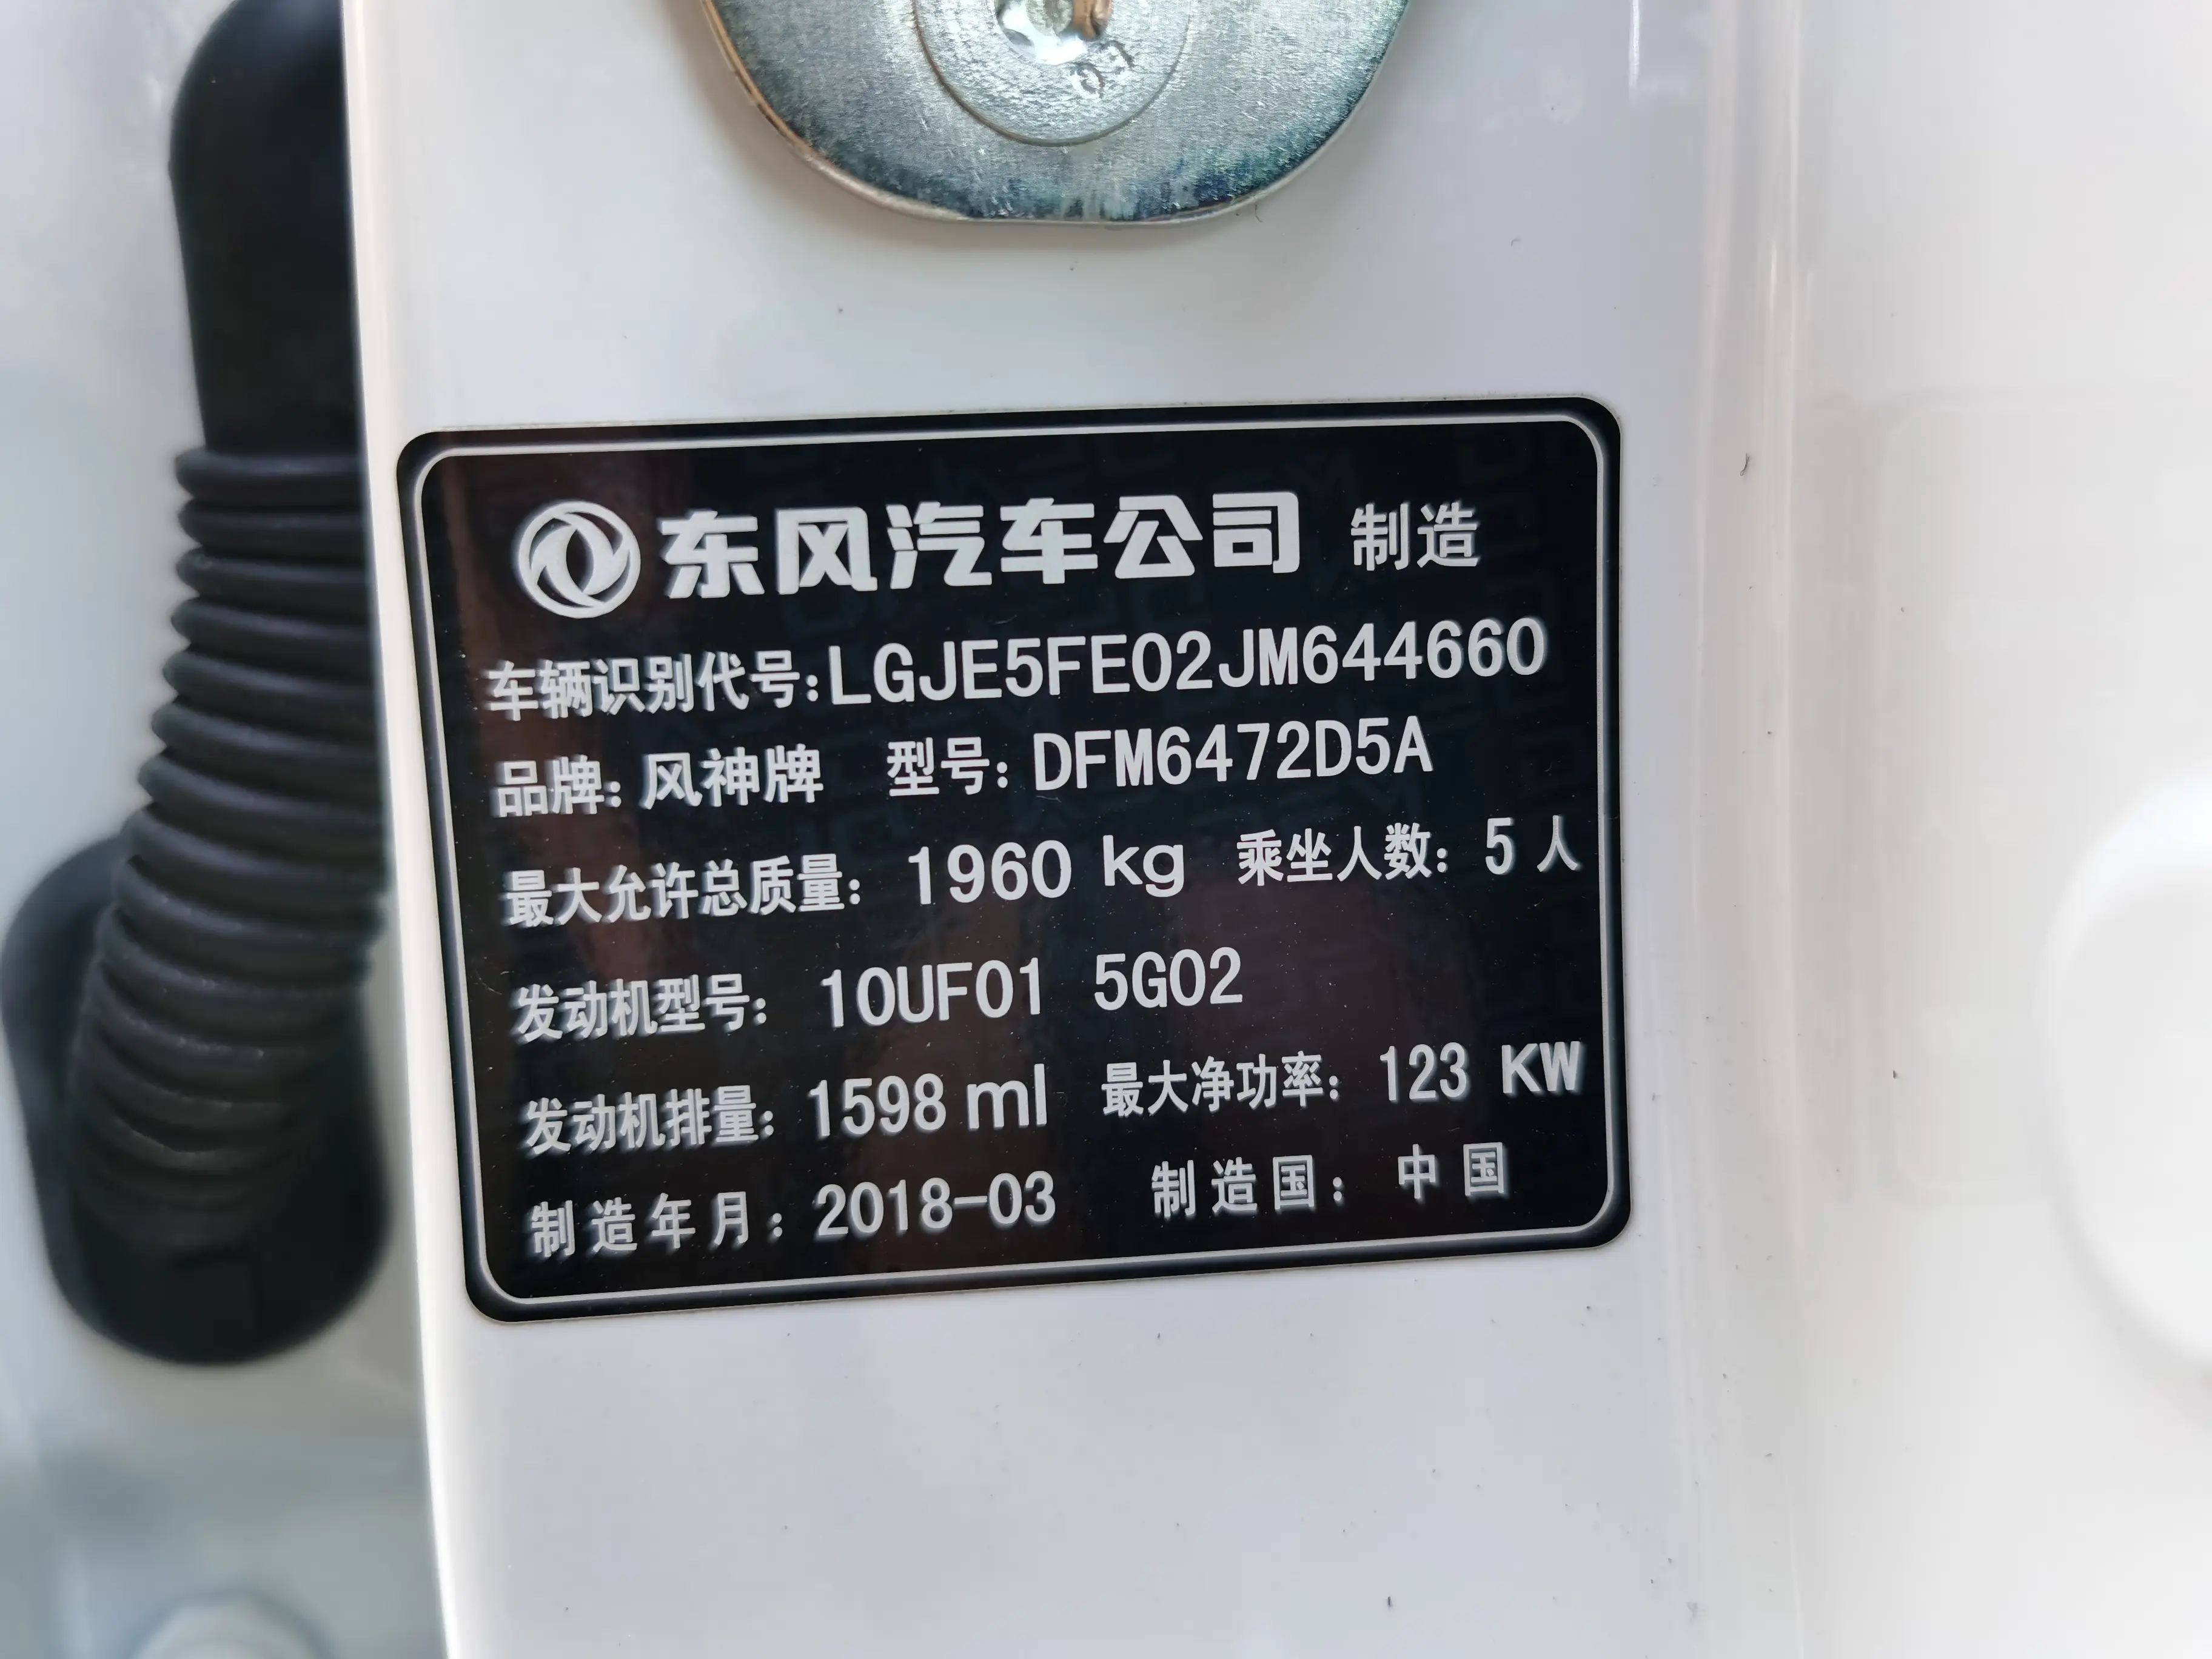 东风汽车公司 制造
车辆识别代号:LGJE5FE02JM644660
品牌: 风神牌 型号: DFM6472D5A
最大允许总质量: 1960 kg 乘坐人数: 5 人
发动机型号: 10UF01 5G02
发动机排量: 1598 ml 最大净功率: 123 KW
制造年月: 2018-03 制造国: 中国